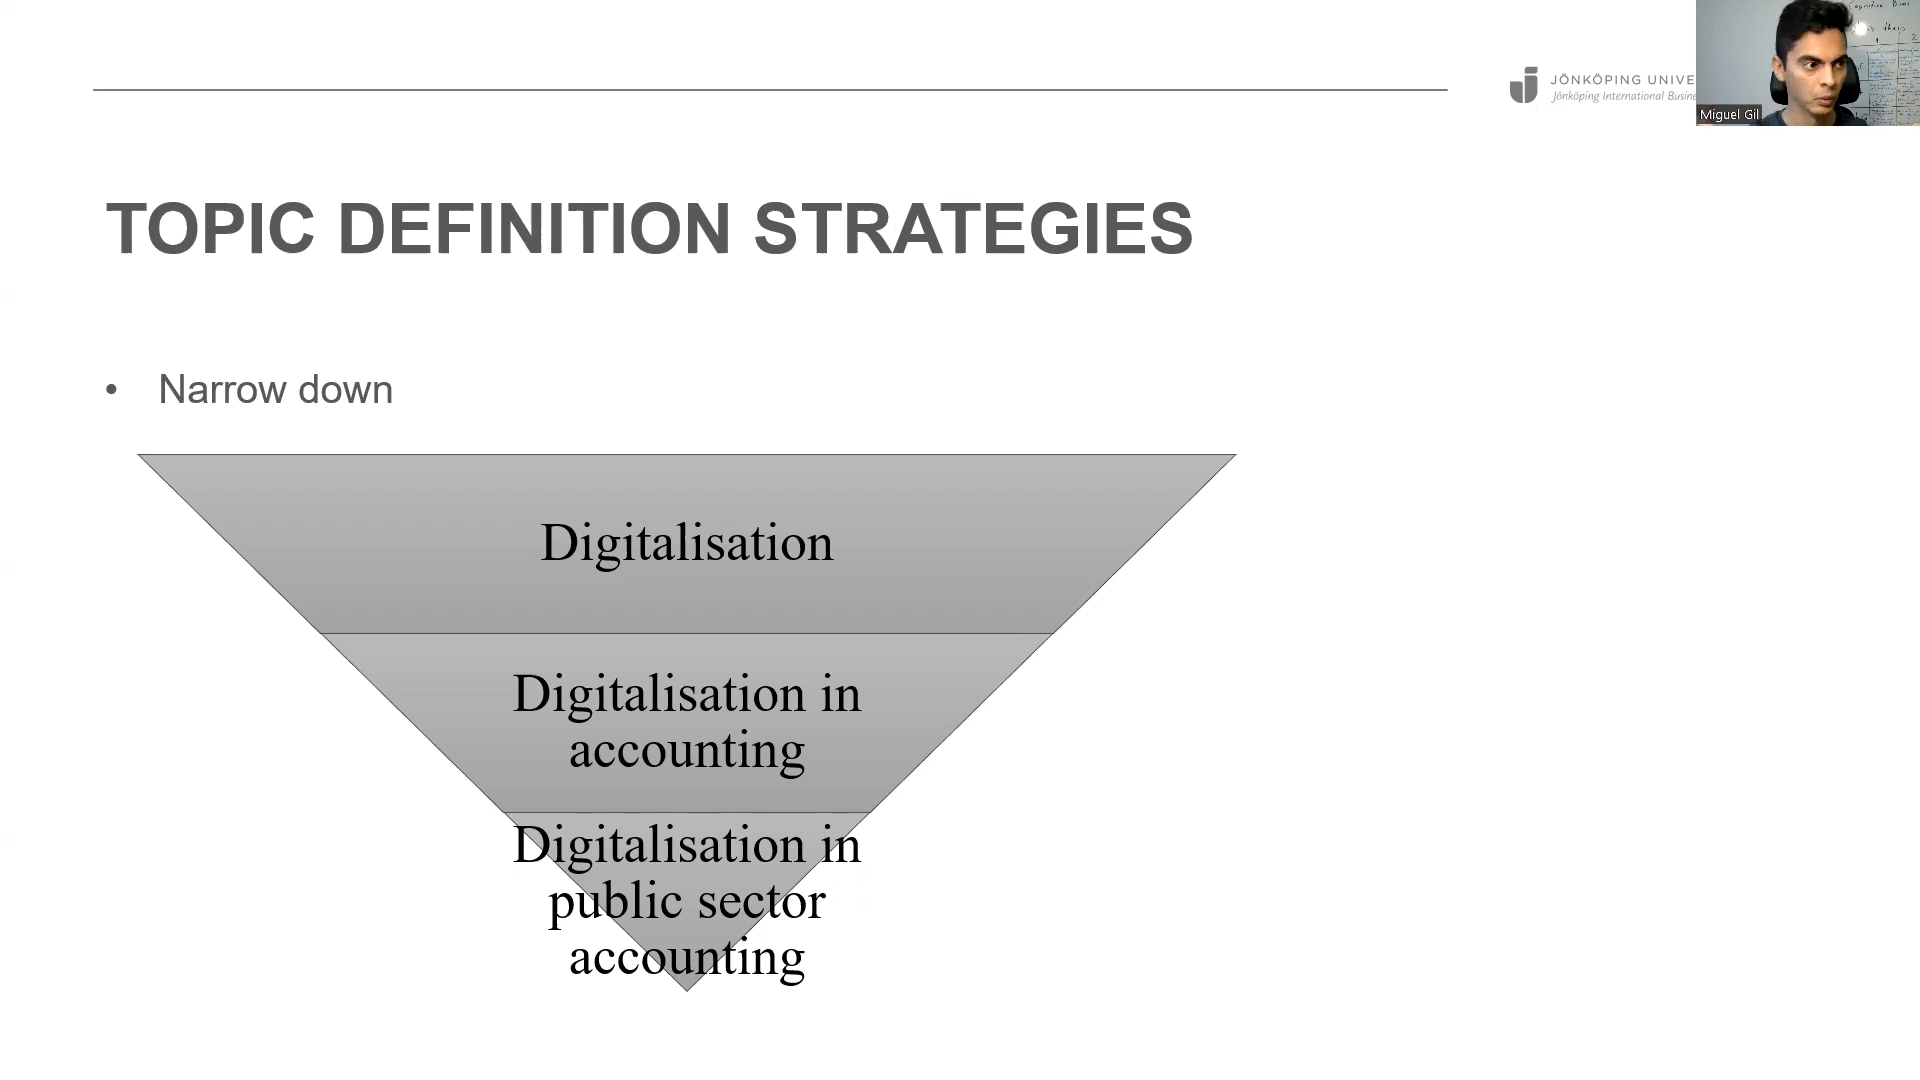 JÖNKÖPING UNIVE
Jönköping International Busine
Miguel Gil
TOPIC DEFINITION STRATEGIES
• Narrow down
Digitalisation
Digitalisation in
accounting
Digitalisation in
public sector
accounting